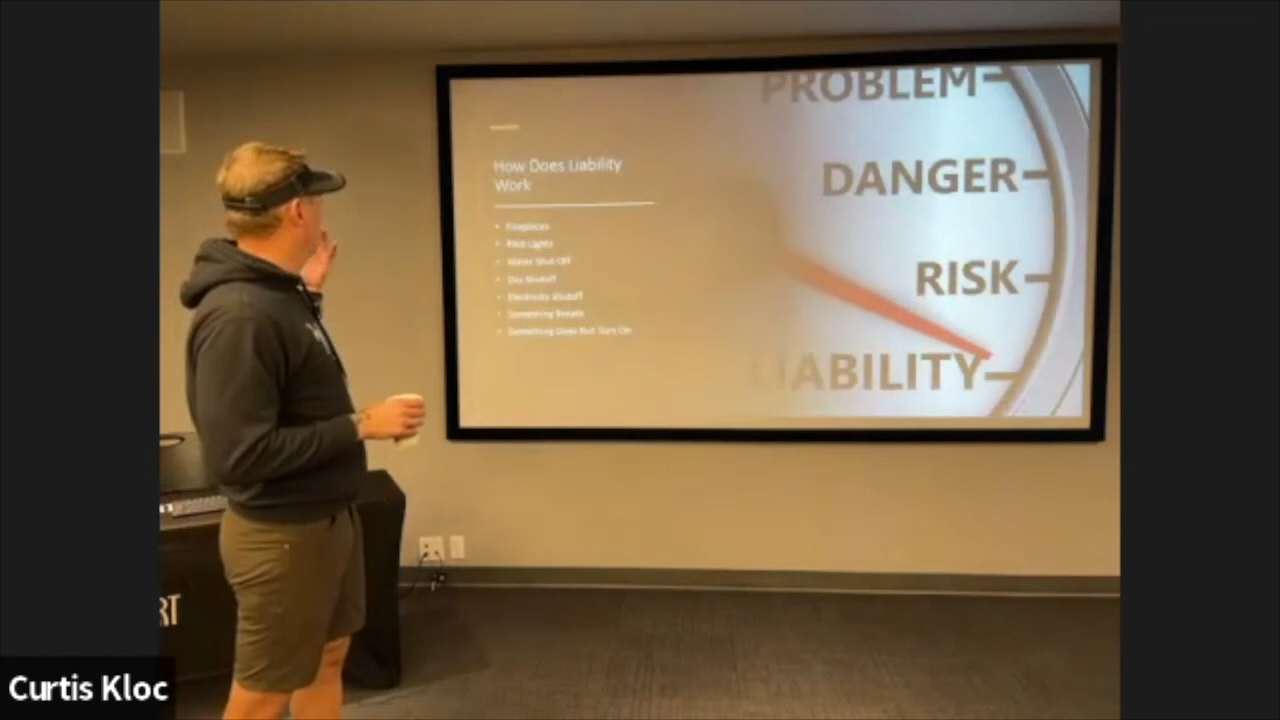 PROBLEM
DANGER
RISK
LIABILITY
How Does Liability
Work
• Fireplaces
• Pilot Lights
• Water Shut Off
• Gas Shutoff
• Electricity Shutoff
• Something Breaks
• Something Does Not Turn On
RT
Curtis Kloc